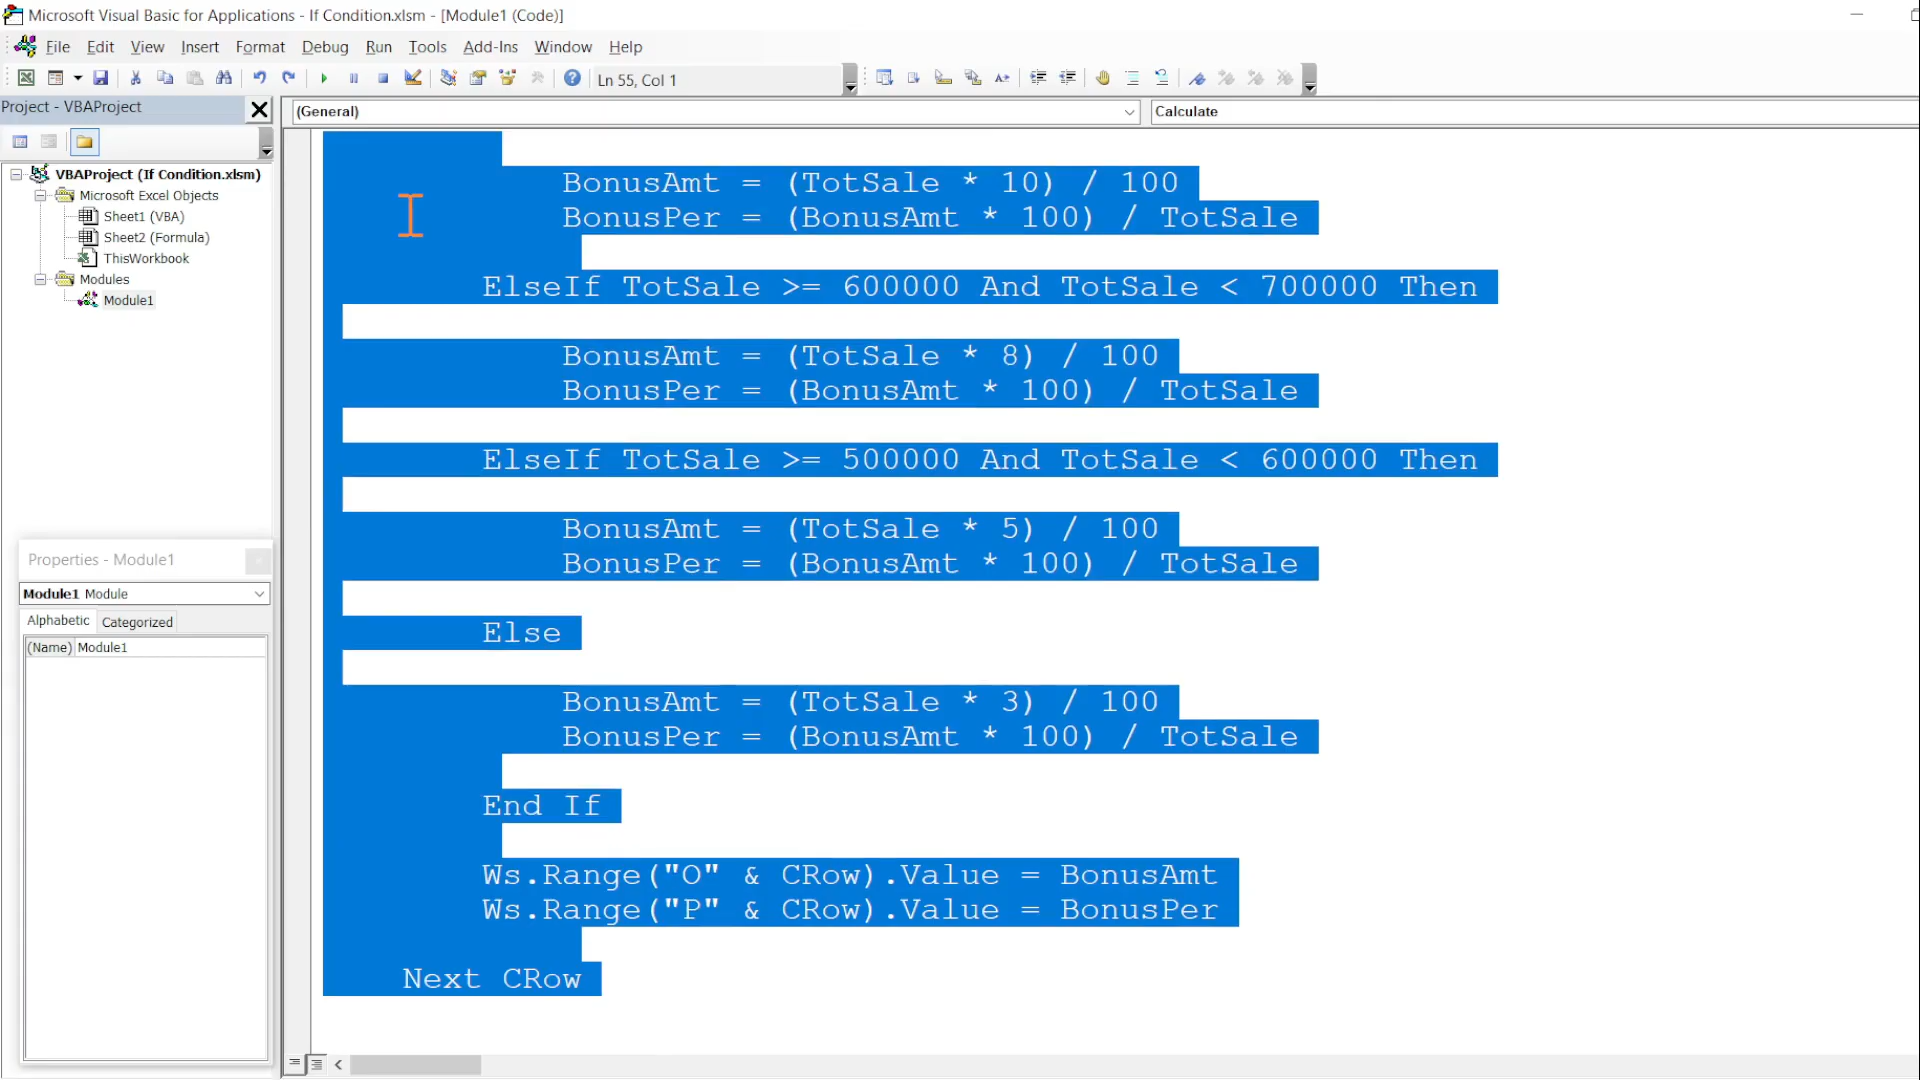 Microsoft Visual Basic for Applications - If Condition.xlsm - [Module1 (Code)]
File Edit View Insert Format Debug Run Tools Add-Ins Window Help
Ln 55, Col 1
Project - VBAProject
(General)
Calculate
VBAProject (If Condition.xlsm)
Microsoft Excel Objects
Sheet1 (VBA)
Sheet2 (Formula)
ThisWorkbook
Modules
Module1
Properties - Module1
Module1 Module
Alphabetic Categorized
(Name) Module1
BonusAmt = (TotSale * 10) / 100
BonusPer = (BonusAmt * 100) / TotSale
ElseIf TotSale >= 600000 And TotSale < 700000 Then
BonusAmt = (TotSale * 8) / 100
BonusPer = (BonusAmt * 100) / TotSale
ElseIf TotSale >= 500000 And TotSale < 600000 Then
BonusAmt = (TotSale * 5) / 100
BonusPer = (BonusAmt * 100) / TotSale
Else
BonusAmt = (TotSale * 3) / 100
BonusPer = (BonusAmt * 100) / TotSale
End If
Ws.Range("O" & CRow).Value = BonusAmt
Ws.Range("P" & CRow).Value = BonusPer
Next CRow